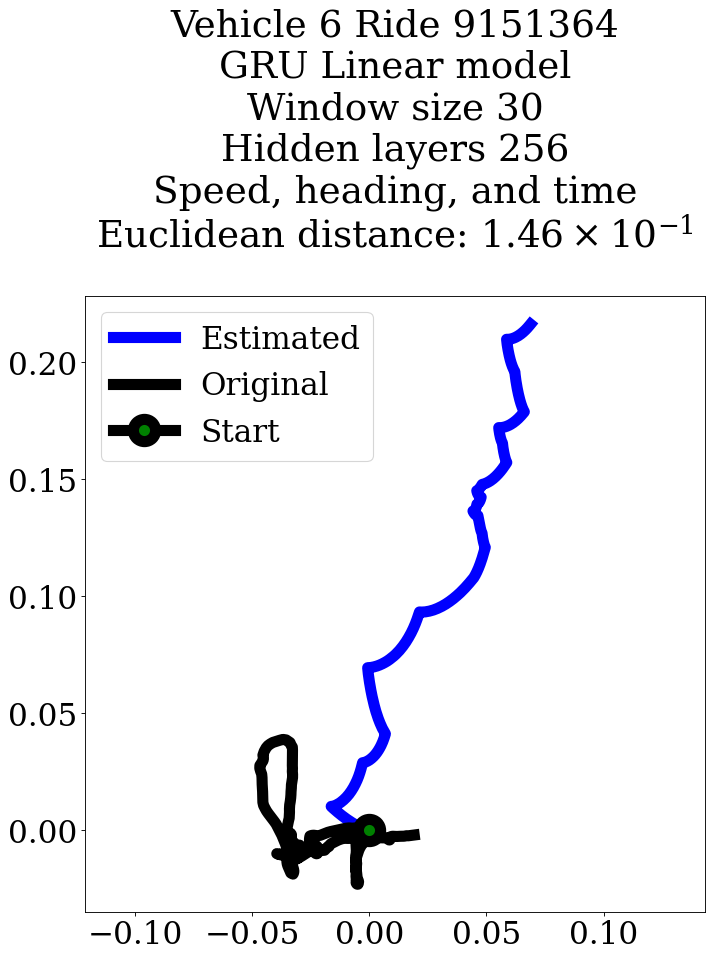 Vehicle 6 Ride 9151364
GRU Linear model
Window size 30
Hidden layers 256
Speed, heading, and time
Euclidean distance: 1.46 × 10⁻¹
Estimated
Original
Start
0.20
0.15
0.10
0.05
0.00
−0.10 −0.05 0.00 0.05 0.10